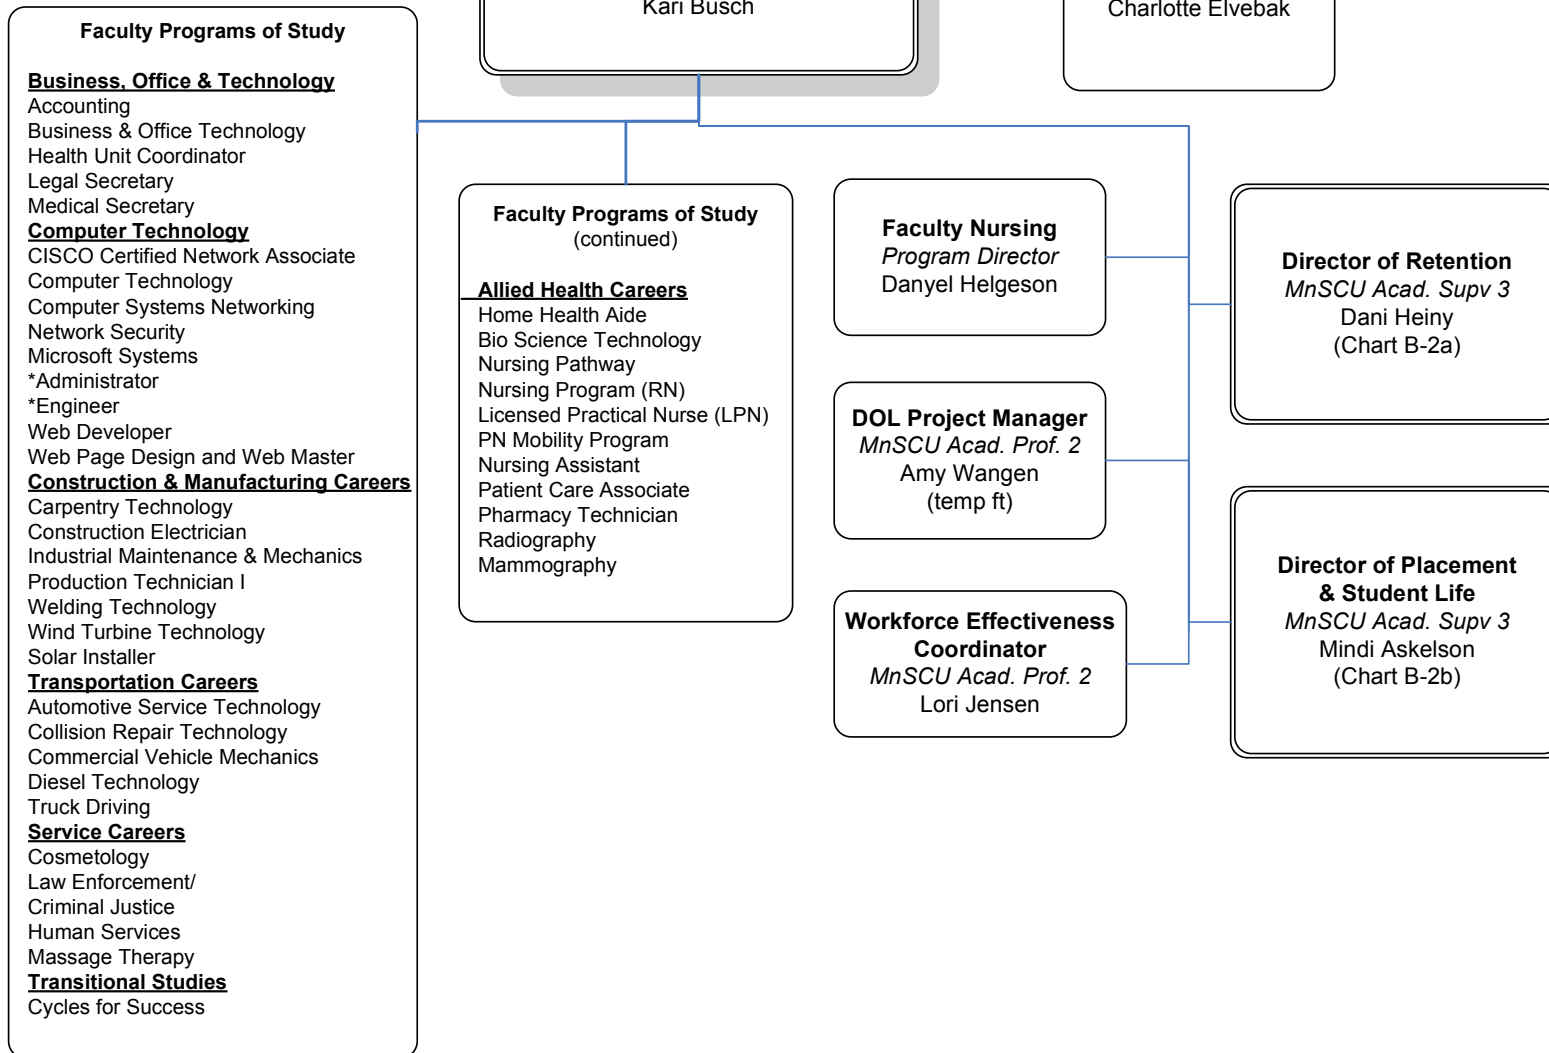 Kari Busch
Charlotte Elvebak
Faculty Programs of Study
Business, Office & Technology
Accounting
Business & Office Technology
Health Unit Coordinator
Legal Secretary
Medical Secretary
Computer Technology
CISCO Certified Network Associate
Computer Technology
Computer Systems Networking
Network Security
Microsoft Systems
*Administrator
*Engineer
Web Developer
Web Page Design and Web Master
Construction & Manufacturing Careers
Carpentry Technology
Construction Electrician
Industrial Maintenance & Mechanics
Production Technician I
Welding Technology
Wind Turbine Technology
Solar Installer
Transportation Careers
Automotive Service Technology
Collision Repair Technology
Commercial Vehicle Mechanics
Diesel Technology
Truck Driving
Service Careers
Cosmetology
Law Enforcement/
Criminal Justice
Human Services
Massage Therapy
Transitional Studies
Cycles for Success
Faculty Programs of Study
(continued)
Allied Health Careers
Home Health Aide
Bio Science Technology
Nursing Pathway
Nursing Program (RN)
Licensed Practical Nurse (LPN)
PN Mobility Program
Nursing Assistant
Patient Care Associate
Pharmacy Technician
Radiography
Mammography
Faculty Nursing
Program Director
Danyel Helgeson
DOL Project Manager
MnSCU Acad. Prof. 2
Amy Wangen
(temp ft)
Workforce Effectiveness
Coordinator
MnSCU Acad. Prof. 2
Lori Jensen
Director of Retention
MnSCU Acad. Supv 3
Dani Heiny
(Chart B-2a)
Director of Placement
& Student Life
MnSCU Acad. Supv 3
Mindi Askelson
(Chart B-2b)